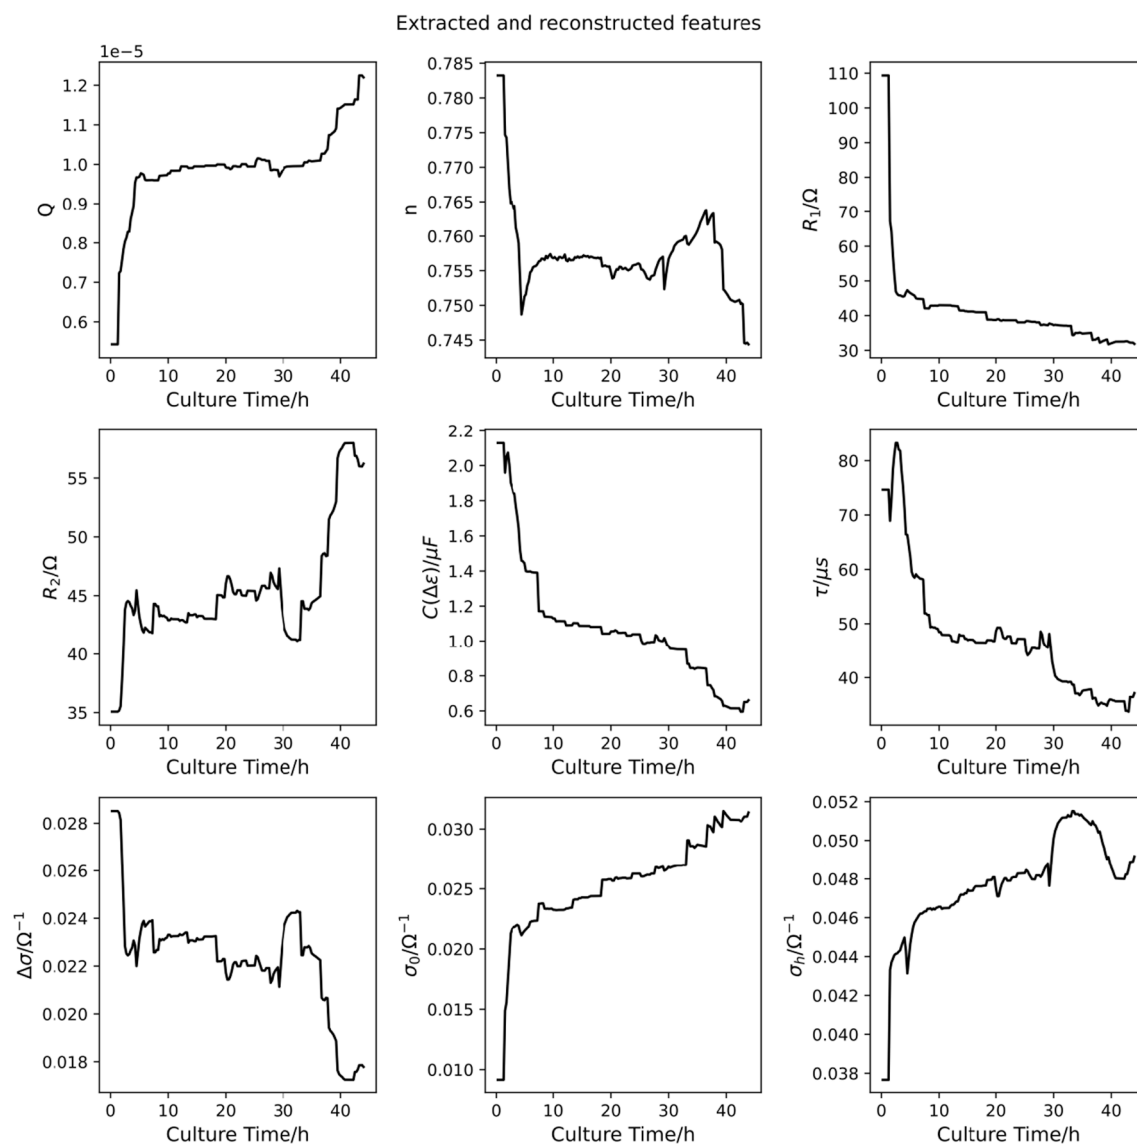 Extracted and reconstructed features
1e−5
1.2
1.1
1.0
0.9
0.8
0.7
0.6
Q
0 10 20 30 40
Culture Time/h
0.785
0.780
0.775
0.770
0.765
0.760
0.755
0.750
0.745
n
0 10 20 30 40
Culture Time/h
110
100
90
80
70
60
50
40
30
R₁/Ω
0 10 20 30 40
Culture Time/h
55
50
45
40
35
R₂/Ω
0 10 20 30 40
Culture Time/h
2.2
2.0
1.8
1.6
1.4
1.2
1.0
0.8
0.6
C(Δε)/μF
0 10 20 30 40
Culture Time/h
80
70
60
50
40
τ/μs
0 10 20 30 40
Culture Time/h
0.028
0.026
0.024
0.022
0.020
0.018
Δσ/Ω⁻¹
0 10 20 30 40
Culture Time/h
0.030
0.025
0.020
0.015
0.010
σ₀/Ω⁻¹
0 10 20 30 40
Culture Time/h
0.052
0.050
0.048
0.046
0.044
0.042
0.040
0.038
σₕ/Ω⁻¹
0 10 20 30 40
Culture Time/h